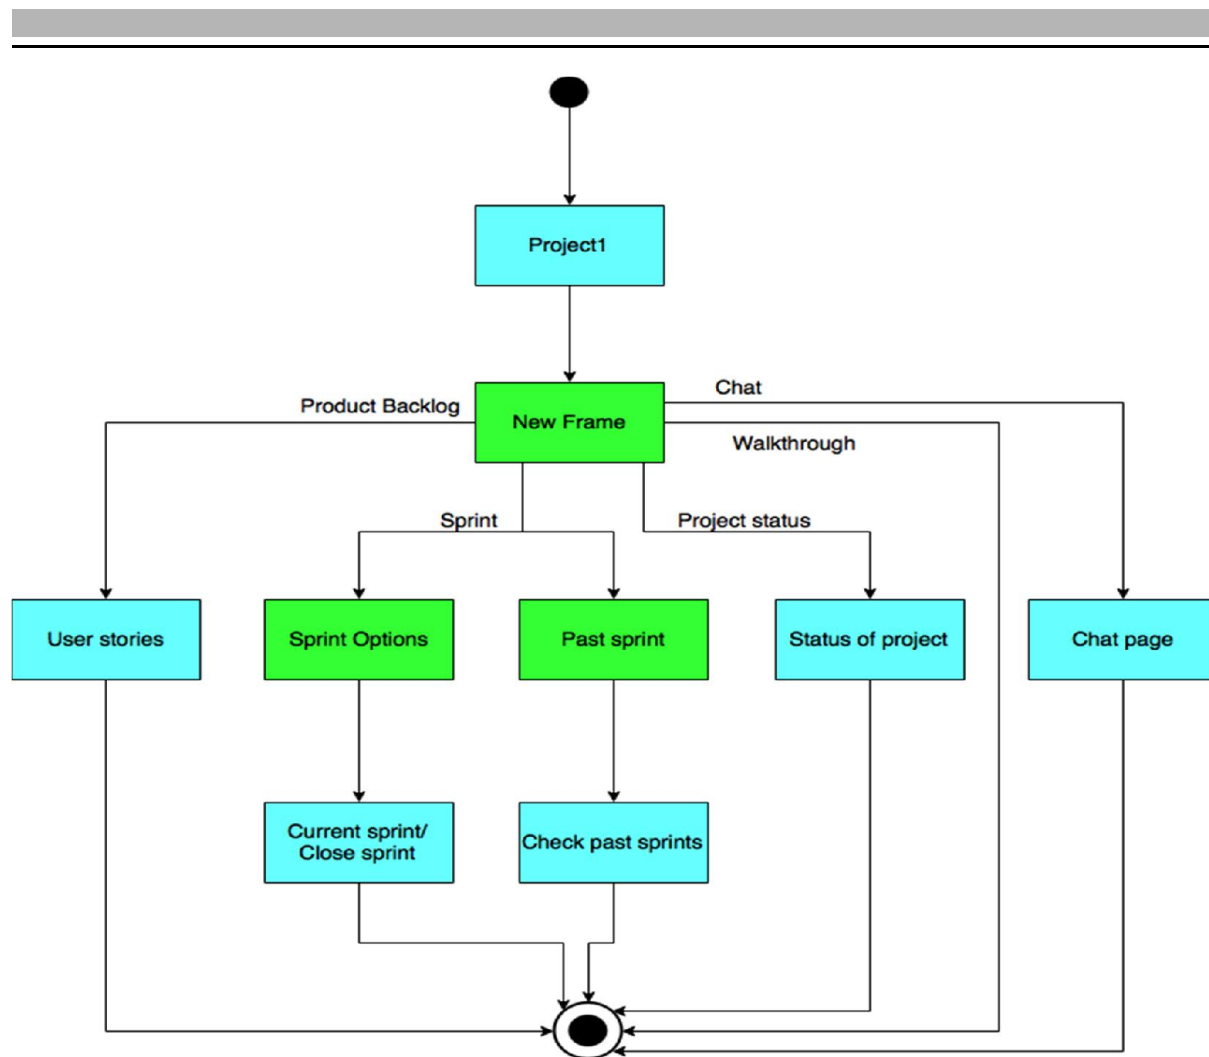 Project1
Chat
Product Backlog
New Frame
Walkthrough
Sprint
Project status
User stories
Sprint Options
Past sprint
Status of project
Chat page
Current sprint/
Close sprint
Check past sprints